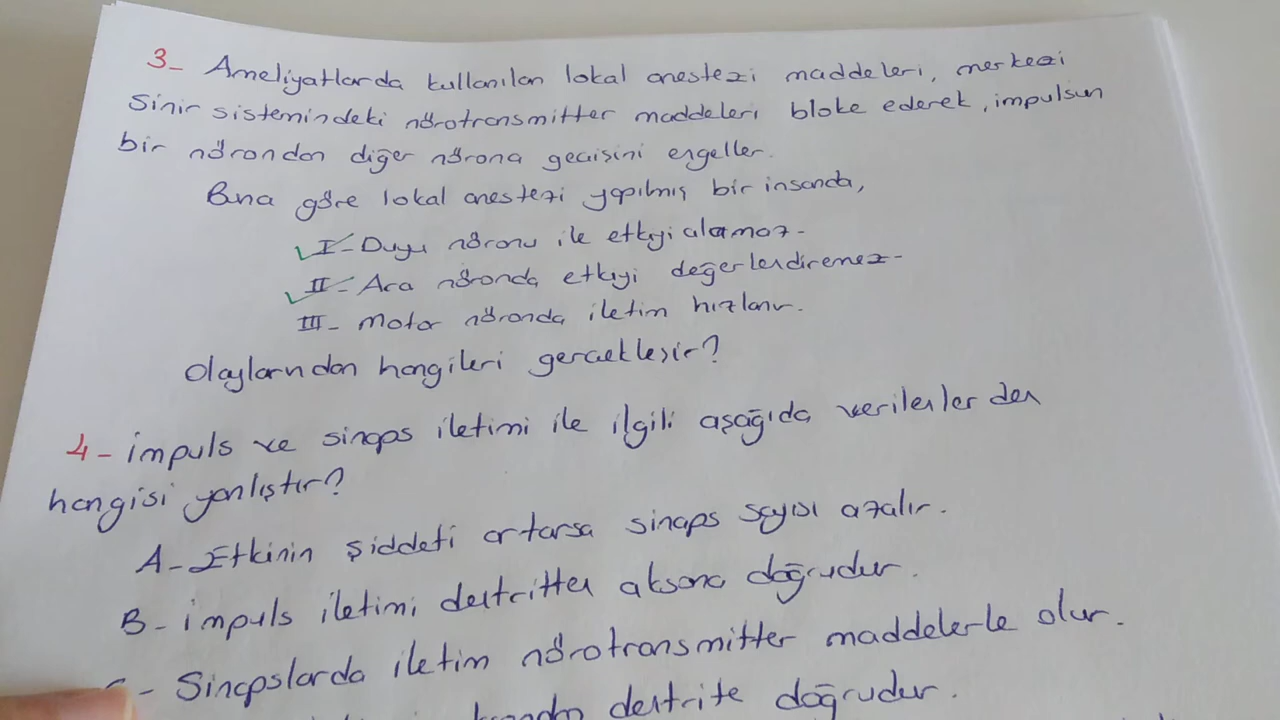 3- Ameliyatlarda kullanılan lokal anestezi maddeleri, merkezi
Sinir sistemindeki nörotransmitter maddeleri bloke ederek, impulsun
bir nörondan diğer nörona geçişini engeller.
Buna göre lokal anestezi yapılmış bir insanda,
I- Duyu nöronu ile etkiyi alamaz-
II- Ara nöronda etkiyi değerlendiremez-
III- motor nöronda iletim hızlanır.
Olaylarından hangileri gerçekleşir?
4- impuls ve sinaps iletimi ile ilgili aşağıda verilenlerden
hangisi yanlıştır?
A- Etkinin şiddeti artarsa sinaps sayısı azalır.
B- impuls iletimi dentritten aksona doğrudur.
- Sinapslarda iletim nörotransmitter maddelerle olur.
dentrite doğrudur.